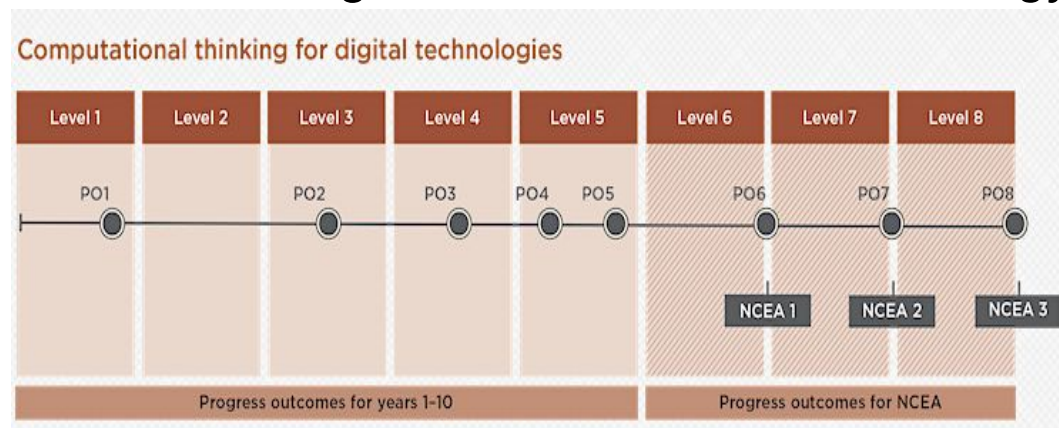 Computational thinking for digital technologies
Level 1 Level 2 Level 3 Level 4 Level 5 Level 6 Level 7 Level 8
PO1 PO2 PO3 PO4 PO5 PO6 PO7 PO8
NCEA 1 NCEA 2 NCEA 3
Progress outcomes for years 1-10 Progress outcomes for NCEA